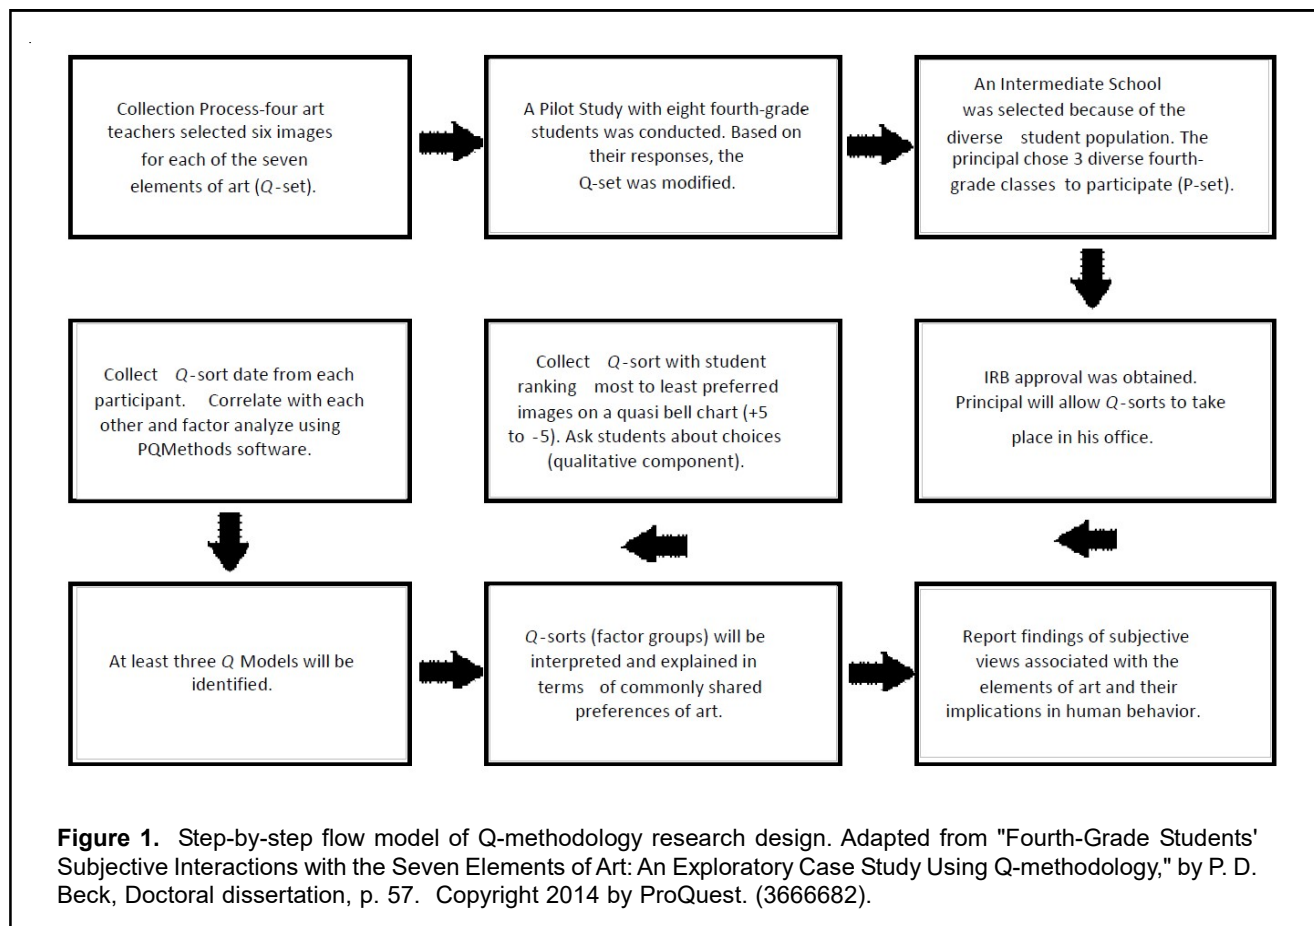 Collection Process-four art
teachers selected six images
for each of the seven
elements of art (Q-set).
A Pilot Study with eight fourth-grade
students was conducted. Based on
their responses, the
Q-set was modified.
An Intermediate School
was selected because of the
diverse student population. The
principal chose 3 diverse fourth-
grade classes to participate (P-set).
IRB approval was obtained.
Principal will allow Q-sorts to take
place in his office.
Collect Q-sort with student
ranking most to least preferred
images on a quasi bell chart (+5
to -5). Ask students about choices
(qualitative component).
Collect Q-sort date from each
participant. Correlate with each
other and factor analyze using
PQMethods software.
At least three Q Models will be
identified.
Q-sorts (factor groups) will be
interpreted and explained in
terms of commonly shared
preferences of art.
Report findings of subjective
views associated with the
elements of art and their
implications in human behavior.
Figure 1. Step-by-step flow model of Q-methodology research design. Adapted from "Fourth-Grade Students'
Subjective Interactions with the Seven Elements of Art: An Exploratory Case Study Using Q-methodology," by P. D.
Beck, Doctoral dissertation, p. 57. Copyright 2014 by ProQuest. (3666682).